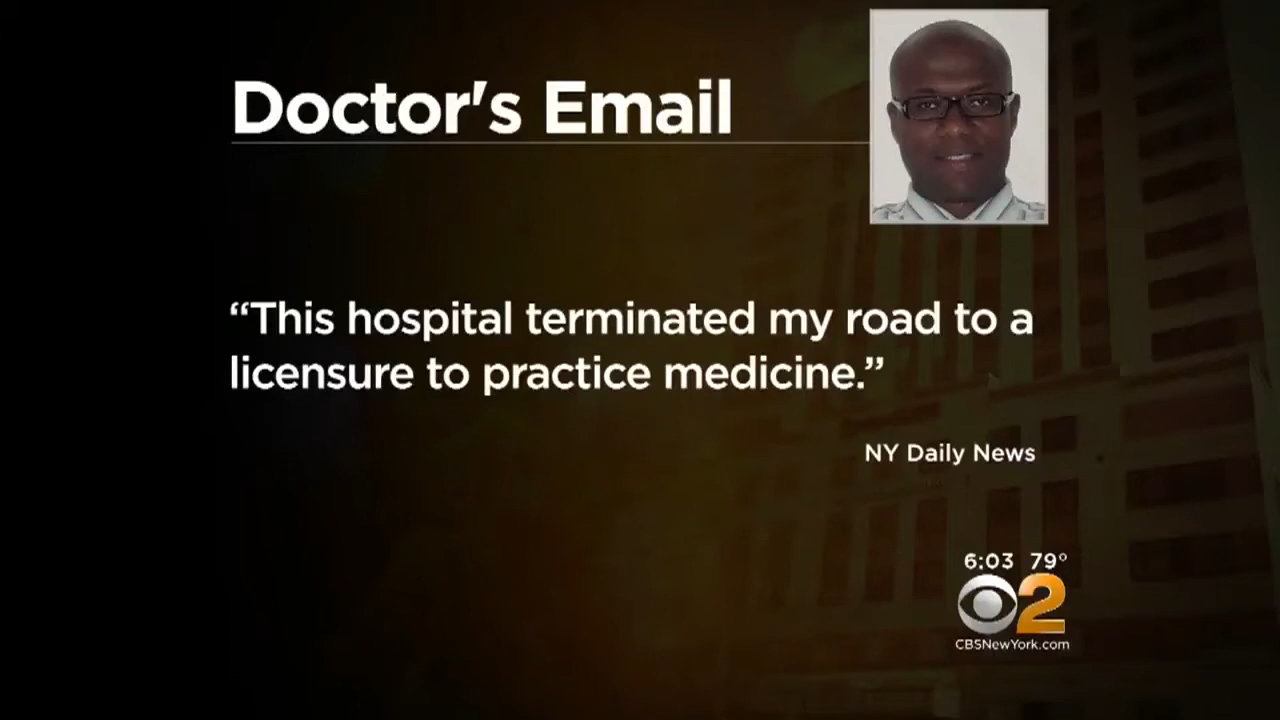 Doctor's Email
“This hospital terminated my road to a
licensure to practice medicine.”
NY Daily News
6:03 79°
2
CBSNewYork.com